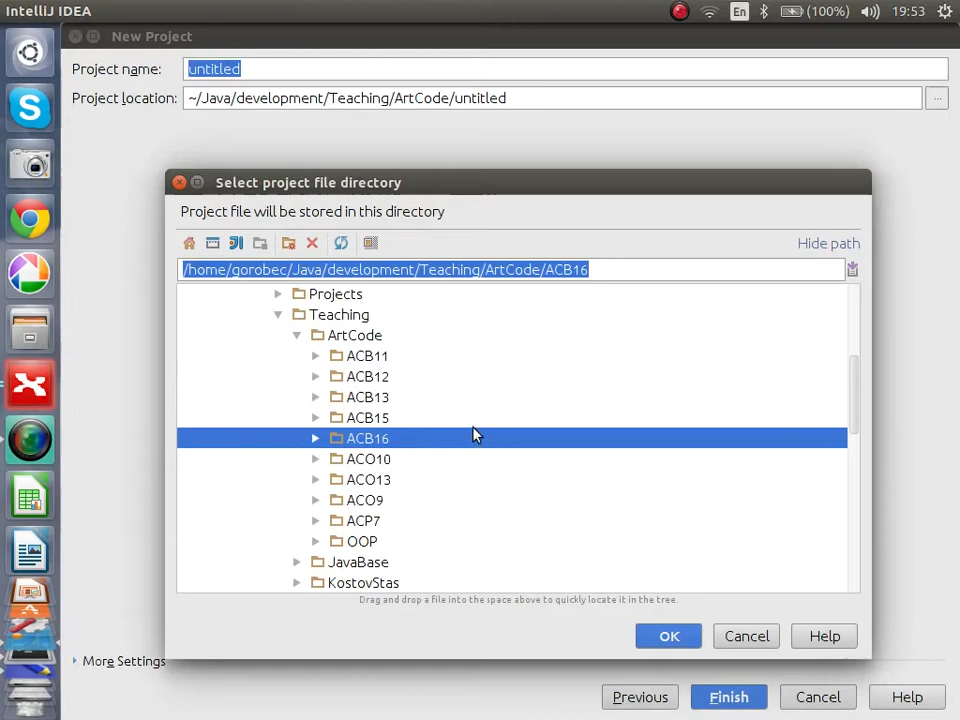 IntelliJ IDEA
En
(100%)
19:53
New Project
Project name:
untitled
Project location:
~/Java/development/Teaching/ArtCode/untitled
...
Select project file directory
Project file will be stored in this directory
Hide path
/home/gorobec/Java/development/Teaching/ArtCode/ACB16
Projects
Teaching
ArtCode
ACB11
ACB12
ACB13
ACB15
ACB16
ACO10
ACO13
ACO9
ACP7
OOP
JavaBase
KostovStas
Drag and drop a file into the space above to quickly locate it in the tree.
OK
Cancel
Help
More Settings
Previous
Finish
Cancel
Help